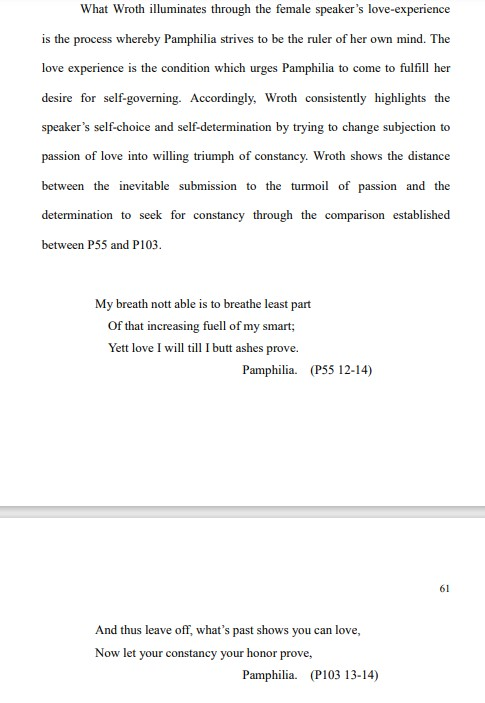 What Wroth illuminates through the female speaker's love-experience
is the process whereby Pamphilia strives to be the ruler of her own mind. The
love experience is the condition which urges Pamphilia to come to fulfill her
desire for self-governing. Accordingly, Wroth consistently highlights the
speaker's self-choice and self-determination by trying to change subjection to
passion of love into willing triumph of constancy. Wroth shows the distance
between the inevitable submission to the turmoil of passion and the
determination to seek for constancy through the comparison established
between P55 and P103.
My breath nott able is to breathe least part
Of that increasing fuell of my smart;
Yett love I will till I butt ashes prove.
Pamphilia. (P55 12-14)
61
And thus leave off, what's past shows you can love,
Now let your constancy your honor prove,
Pamphilia. (P103 13-14)